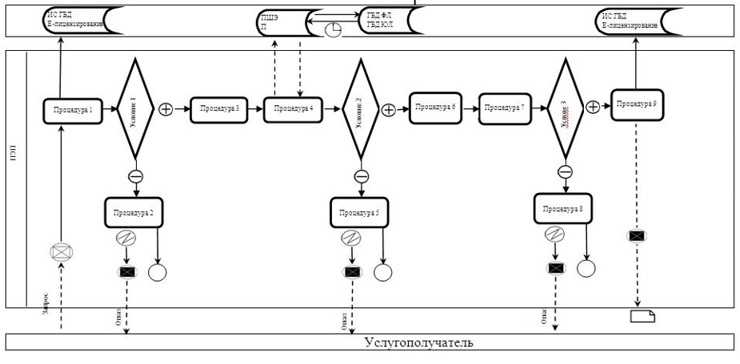 ИС ГБД
Е-лицензирование
ПШЭ
П
ГБД ФЛ
ГБД ЮЛ
ИС ГБД
Е-лицензирование
ПЭП
Процедура 1
Условие 1
Процедура 3
Процедура 4
Условие 2
Процедура 6
Процедура 7
Условие 3
Процедура 9
Процедура 2
Процедура 5
Процедура 8
Запрос
Отказ
Отказ
Отказ
Услугополучатель